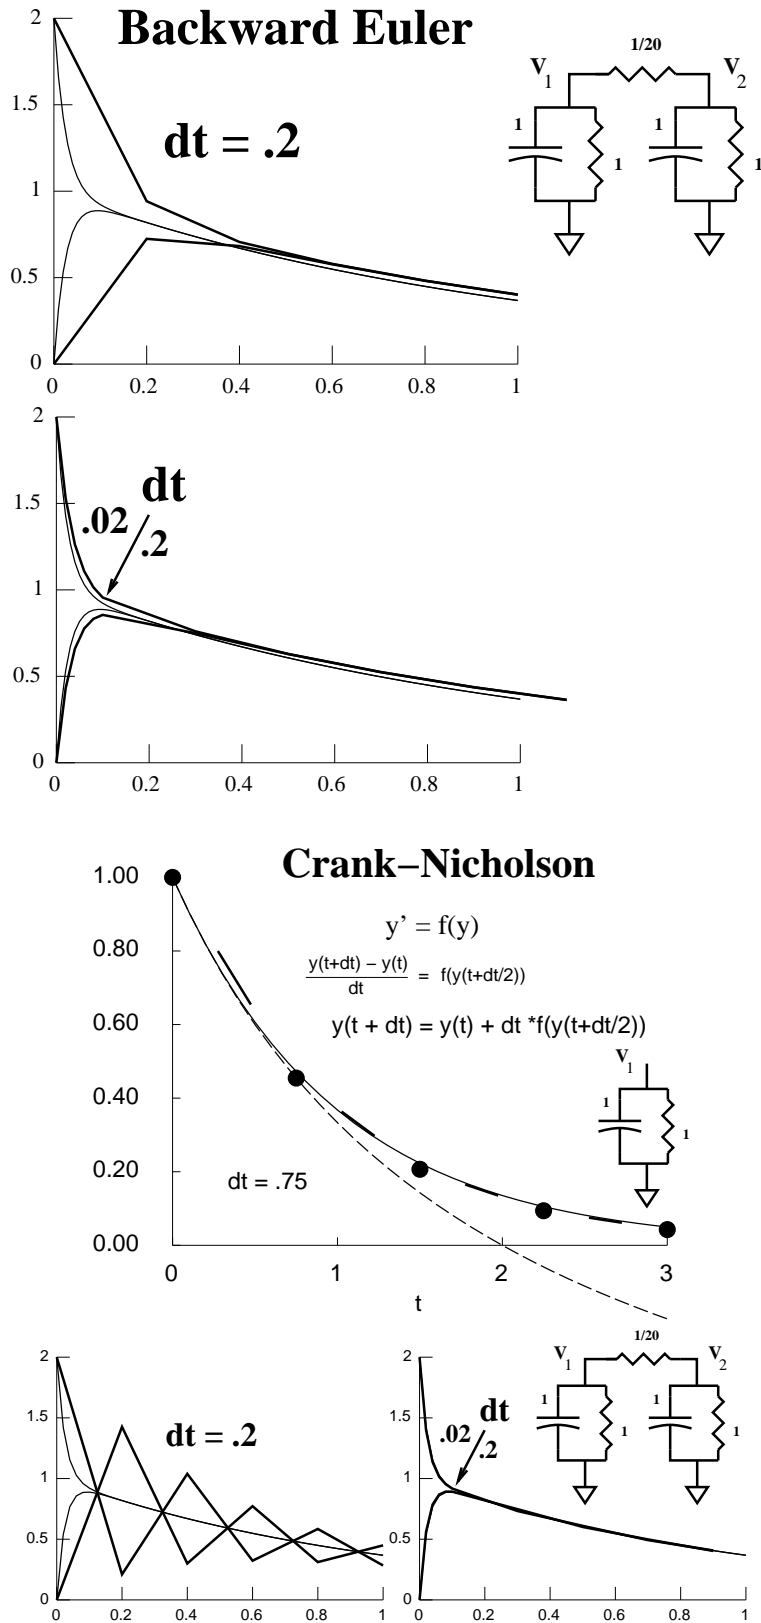 Backward Euler
2
1.5
1
0.5
0
0 0.2 0.4 0.6 0.8 1
dt = .2
1/20
V1 V2
1 1 1 1
2
1.5
1
0.5
0
0 0.2 0.4 0.6 0.8 1
dt
.02
.2
Crank–Nicholson
1.00
0.80
0.60
0.40
0.20
0.00
0 1 2 3
t
y' = f(y)
y(t+dt) – y(t)
dt
= f(y(t+dt/2))
y(t + dt) = y(t) + dt *f(y(t+dt/2))
V1
1 1
dt = .75
2
1.5
1
0.5
0
0 0.2 0.4 0.6 0.8 1
dt = .2
2
1.5
1
0.5
0
0 0.2 0.4 0.6 0.8 1
dt
.02
.2
1/20
V1 V2
1 1 1 1